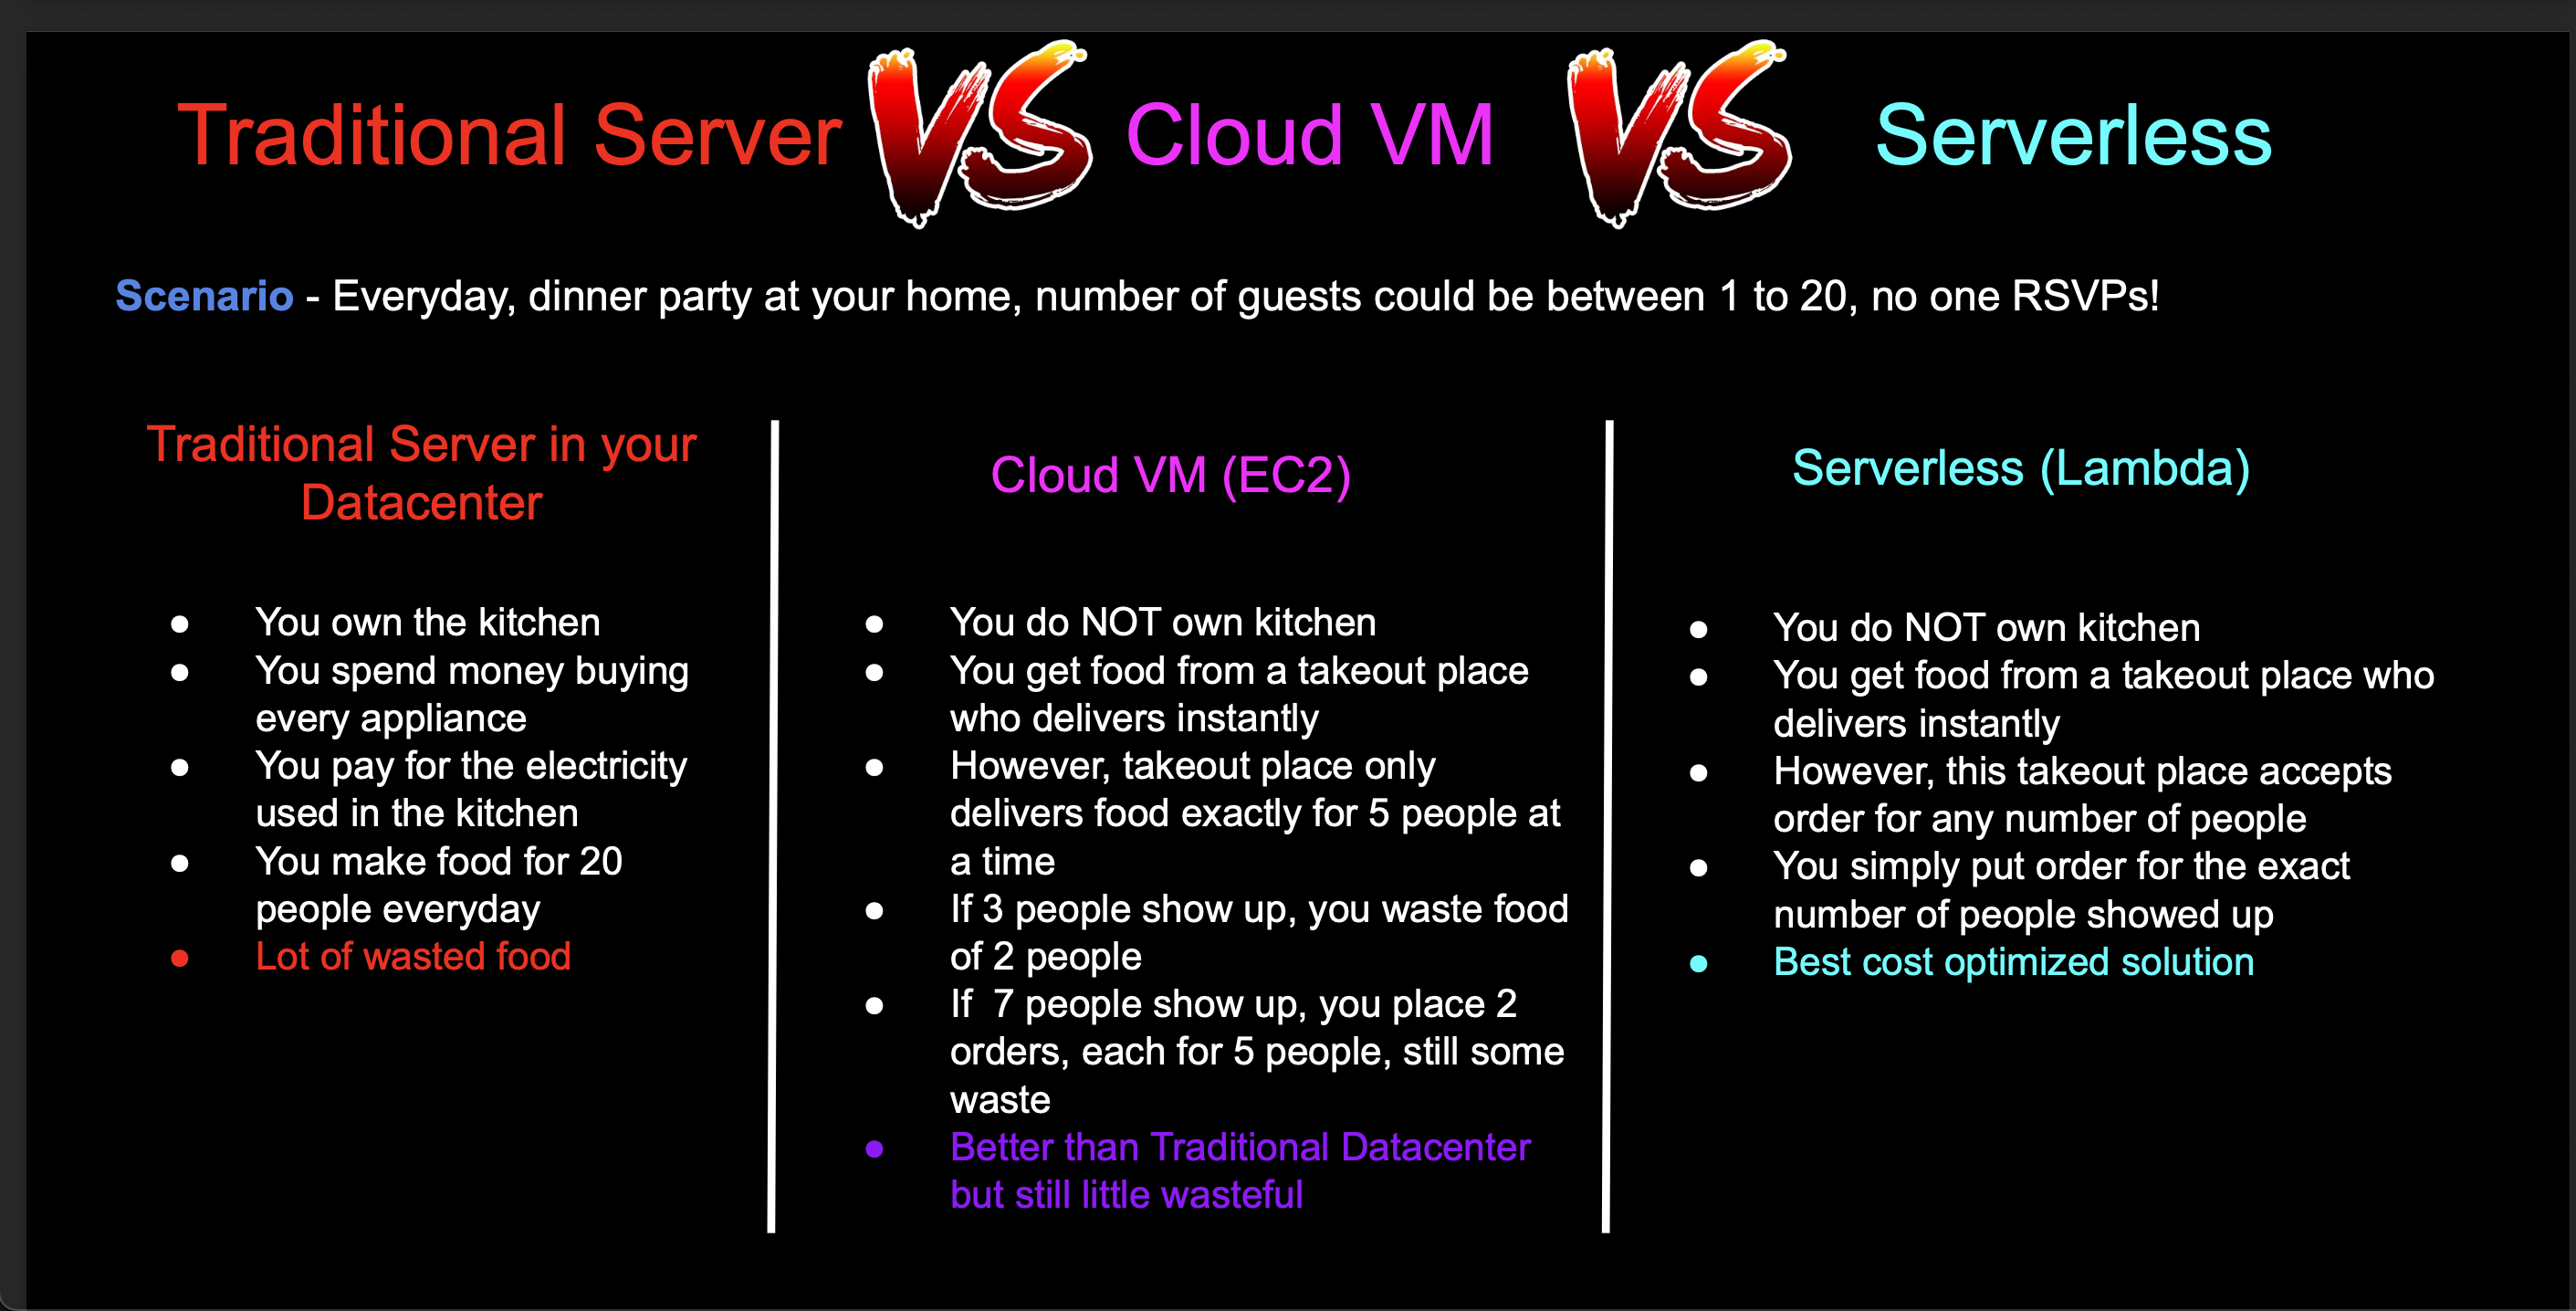 Traditional Server VS Cloud VM VS Serverless
Scenario - Everyday, dinner party at your home, number of guests could be between 1 to 20, no one RSVPs!
Traditional Server in your
Datacenter
● You own the kitchen
● You spend money buying
every appliance
● You pay for the electricity
used in the kitchen
● You make food for 20
people everyday
● Lot of wasted food
Cloud VM (EC2)
● You do NOT own kitchen
● You get food from a takeout place
who delivers instantly
● However, takeout place only
delivers food exactly for 5 people at
a time
● If 3 people show up, you waste food
of 2 people
● If  7 people show up, you place 2
orders, each for 5 people, still some
waste
● Better than Traditional Datacenter
but still little wasteful
Serverless (Lambda)
● You do NOT own kitchen
● You get food from a takeout place who
delivers instantly
● However, this takeout place accepts
order for any number of people
● You simply put order for the exact
number of people showed up
● Best cost optimized solution